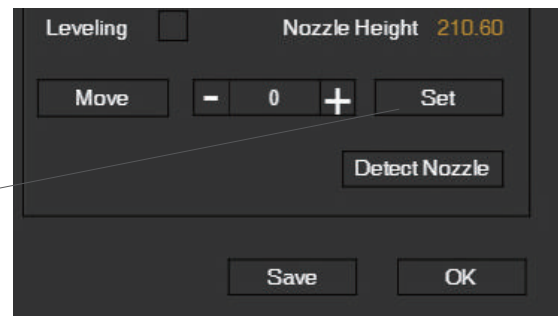 Leveling Nozzle Height 210.60
Move - 0 + Set
Detect Nozzle
Save OK